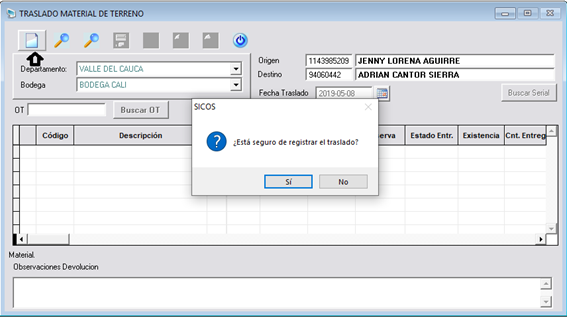 TRASLADO MATERIAL DE TERRENO
Departamento: VALLE DEL CAUCA
Bodega BODEGA CALI
Origen 1143985209 JENNY LORENA AGUIRRE
Destino 94060442 ADRIAN CANTOR SIERRA
Fecha Traslado 2019-05-08
Buscar Serial
OT Buscar OT
SICOS
¿Está seguro de registrar el traslado?
Sí No
Código Descripción erva Estado Entr. Existencia Cnt. Entreg
Material.
Observaciones Devolucion